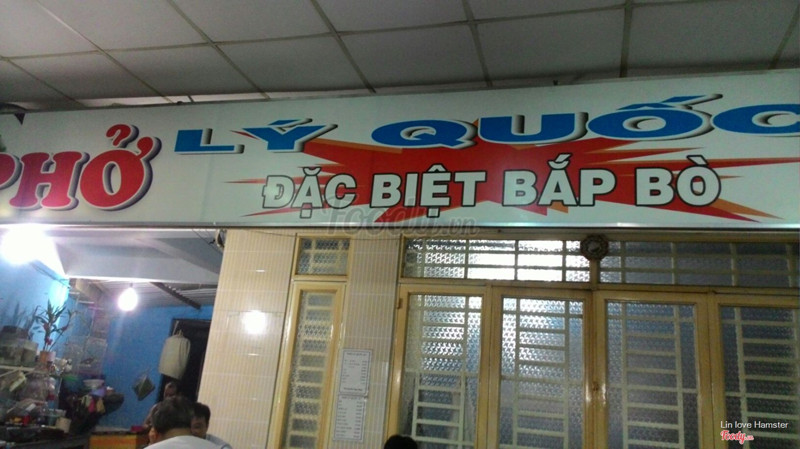 PHỞ LÝ QUỐC
ĐẶC BIỆT BẮP BÒ
Foody.vn
Lin love Hamster
Foody.vn